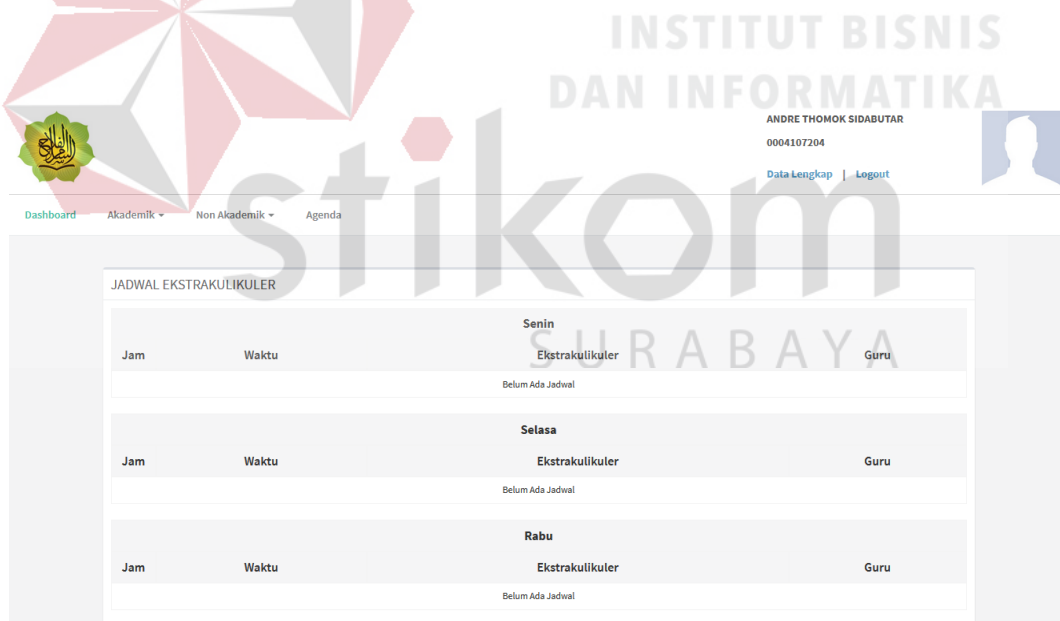 INSTITUT BISNIS
DAN INFORMATIKA
stikom
SURABAYA
ANDRE THOMOK SIDABUTAR
0004107204
Data Lengkap | Logout
Dashboard Akademik Non Akademik Agenda
JADWAL EKSTRAKULIKULER
Senin
Jam Waktu Ekstrakulikuler Guru
Belum Ada Jadwal
Selasa
Jam Waktu Ekstrakulikuler Guru
Belum Ada Jadwal
Rabu
Jam Waktu Ekstrakulikuler Guru
Belum Ada Jadwal